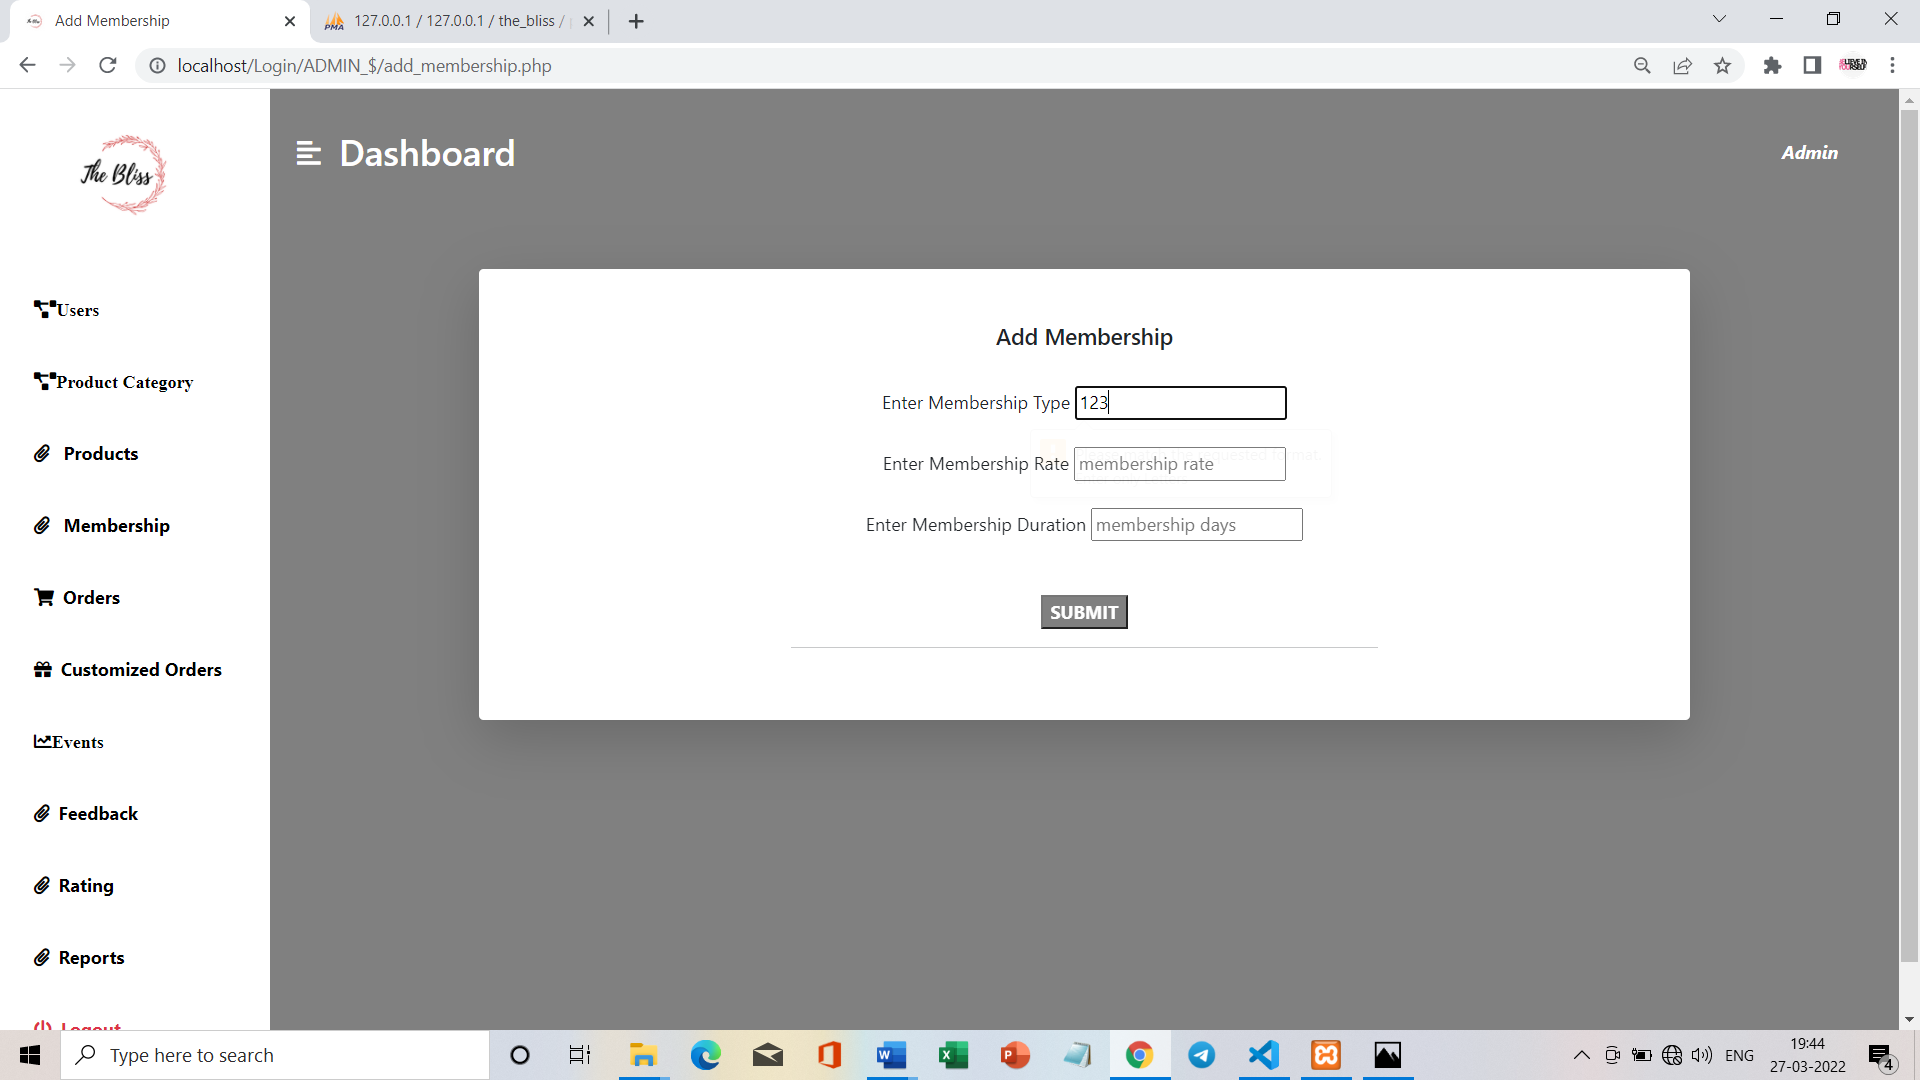 Add Membership
127.0.0.1 / 127.0.0.1 / the_bliss /
localhost/Login/ADMIN_$/add_membership.php
The Bliss
Dashboard
Admin
Users
Product Category
Products
Membership
Orders
Customized Orders
Events
Feedback
Rating
Reports
Logout
Add Membership
Enter Membership Type 123
Enter Membership Rate membership rate
Enter Membership Duration membership days
SUBMIT
Type here to search
ENG
19:44
27-03-2022
4